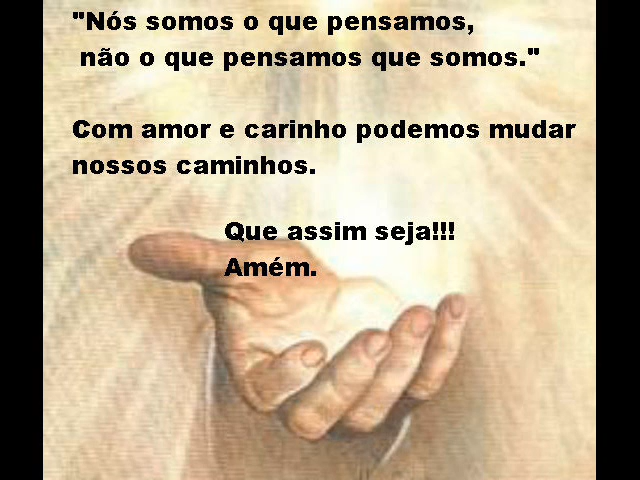 "Nós somos o que pensamos,
não o que pensamos que somos."
Com amor e carinho podemos mudar
nossos caminhos.
Que assim seja!!!
Amém.